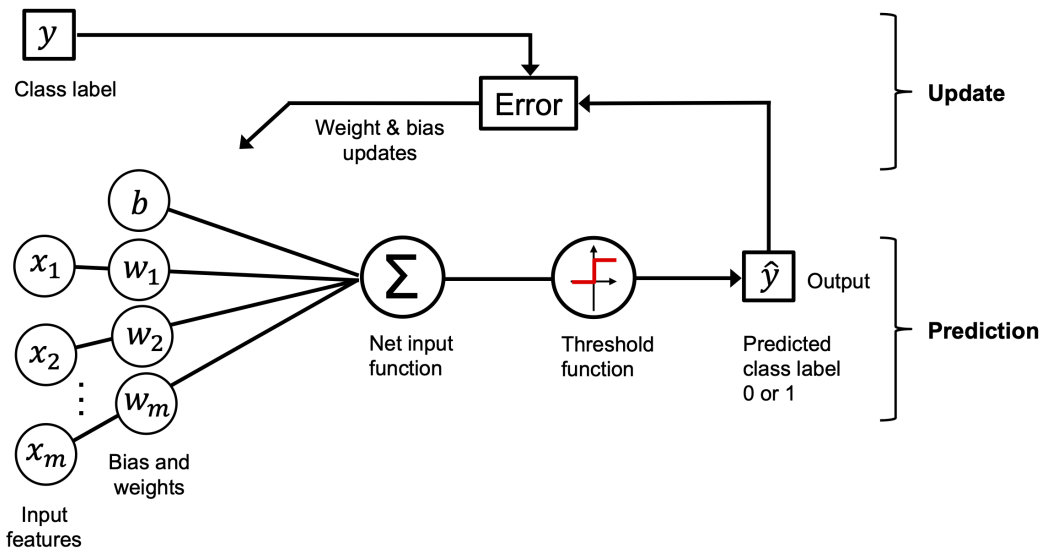 y
Class label
Error
Update
Weight & bias
updates
b
x₁
w₁
x₂
w₂
⋮
xₘ
wₘ
Σ
Net input
function
Threshold
function
ŷ
Output
Predicted
class label
0 or 1
Prediction
Bias and
weights
Input
features